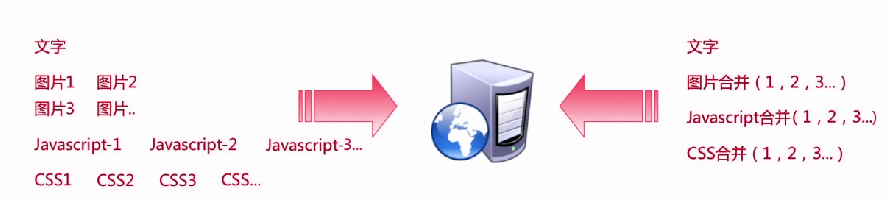 文字
图片1 图片2
图片3 图片..
Javascript-1 Javascript-2 Javascript-3...
CSS1 CSS2 CSS3 CSS...
文字
图片合并(1,2,3...)
Javascript合并(1,2,3...)
CSS合并(1,2,3...)